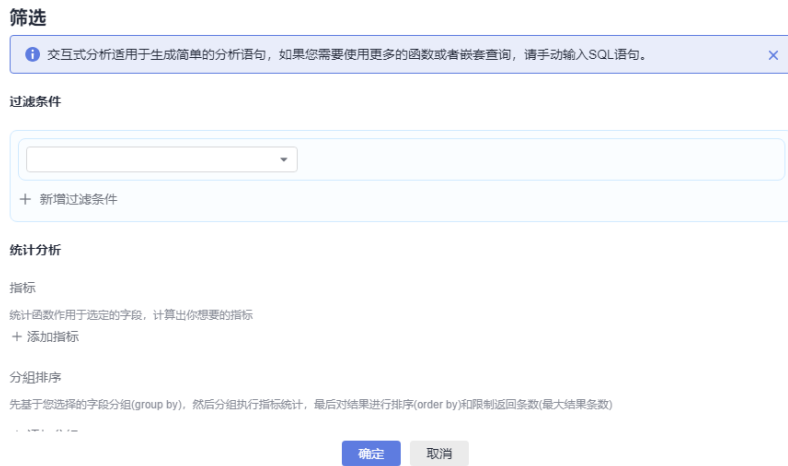 筛选
交互式分析适用于生成简单的分析语句，如果您需要使用更多的函数或者嵌套查询，请手动输入SQL语句。
过滤条件
新增过滤条件
统计分析
指标
统计函数作用于选定的字段，计算出你想要的指标
添加指标
分组排序
先基于您选择的字段分组(group by)，然后分组执行指标统计，最后对结果进行排序(order by)和限制返回条数(最大结果条数)
确定 取消